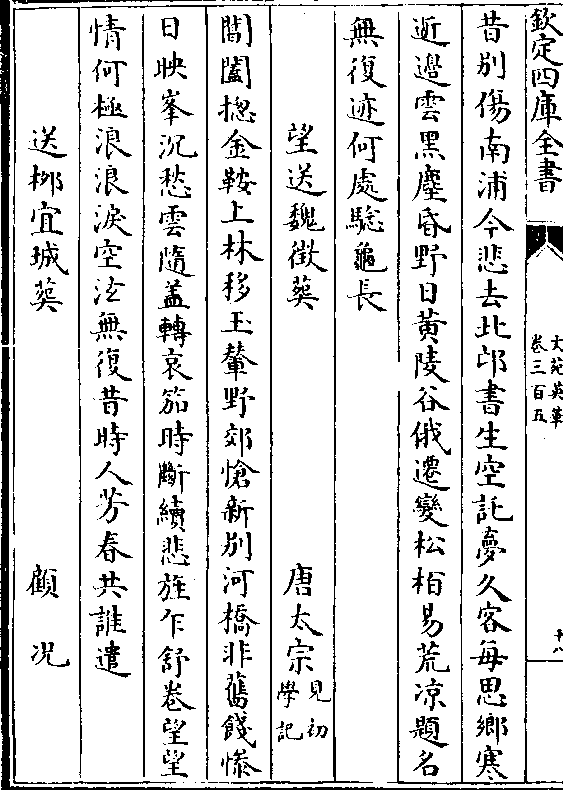 欽定四庫全書
文苑英華
卷三百五
十八
昔別傷南浦今悲去北邙書生空託夢久客每思鄉寒
逝邉雲黑塵昏野日黄陵谷俄遷變松栢易荒凉題名
無復迹何處騐龜長
望送魏徵葬
唐太宗
見初
學記
閶闔揔金鞍上林移玉輦野郊愴新別河橋非舊餞慘
日映峯沉愁雲隨蓋轉哀笳時斷續悲旌乍舒卷望望
情何極浪浪淚空泫無復昔時人芳春共誰遣
送栁宜城葬
顧况